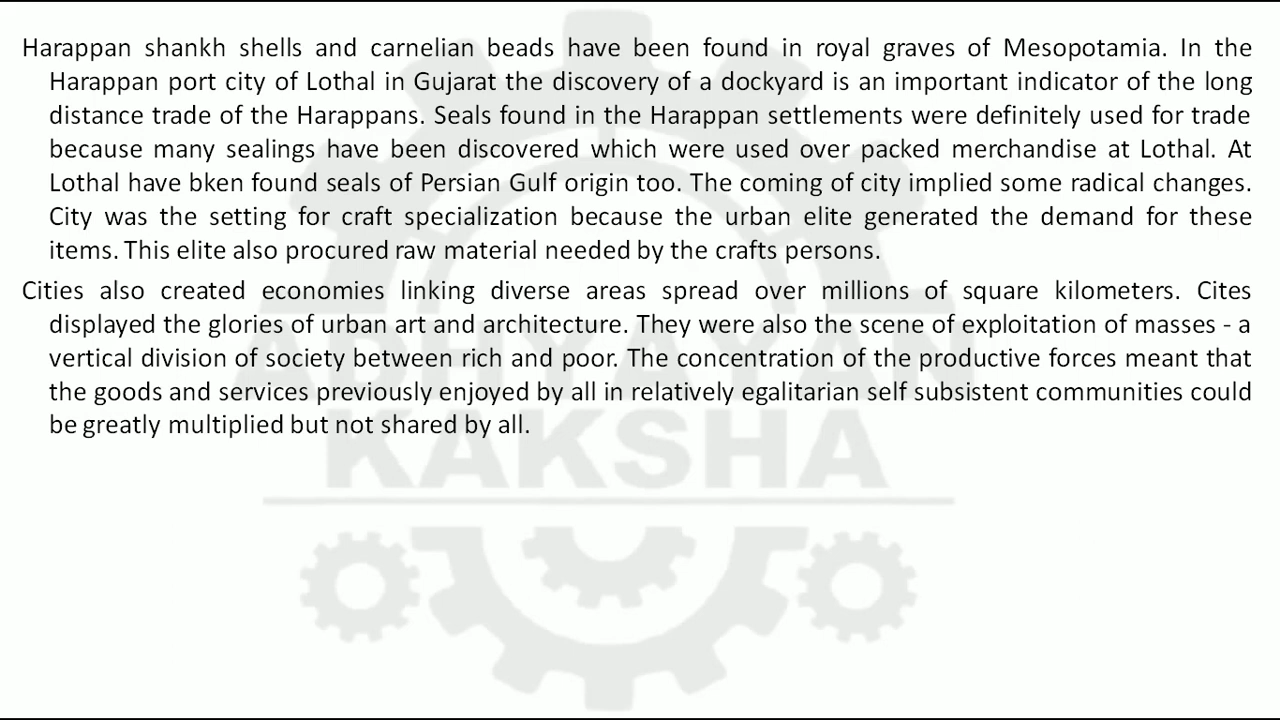 Harappan shankh shells and carnelian beads have been found in royal graves of Mesopotamia. In the
Harappan port city of Lothal in Gujarat the discovery of a dockyard is an important indicator of the long
distance trade of the Harappans. Seals found in the Harappan settlements were definitely used for trade
because many sealings have been discovered which were used over packed merchandise at Lothal. At
Lothal have bken found seals of Persian Gulf origin too. The coming of city implied some radical changes.
City was the setting for craft specialization because the urban elite generated the demand for these
items. This elite also procured raw material needed by the crafts persons.
Cities also created economies linking diverse areas spread over millions of square kilometers. Cites
displayed the glories of urban art and architecture. They were also the scene of exploitation of masses - a
vertical division of society between rich and poor. The concentration of the productive forces meant that
the goods and services previously enjoyed by all in relatively egalitarian self subsistent communities could
be greatly multiplied but not shared by all.
ADHYAYAN
KAKSHA